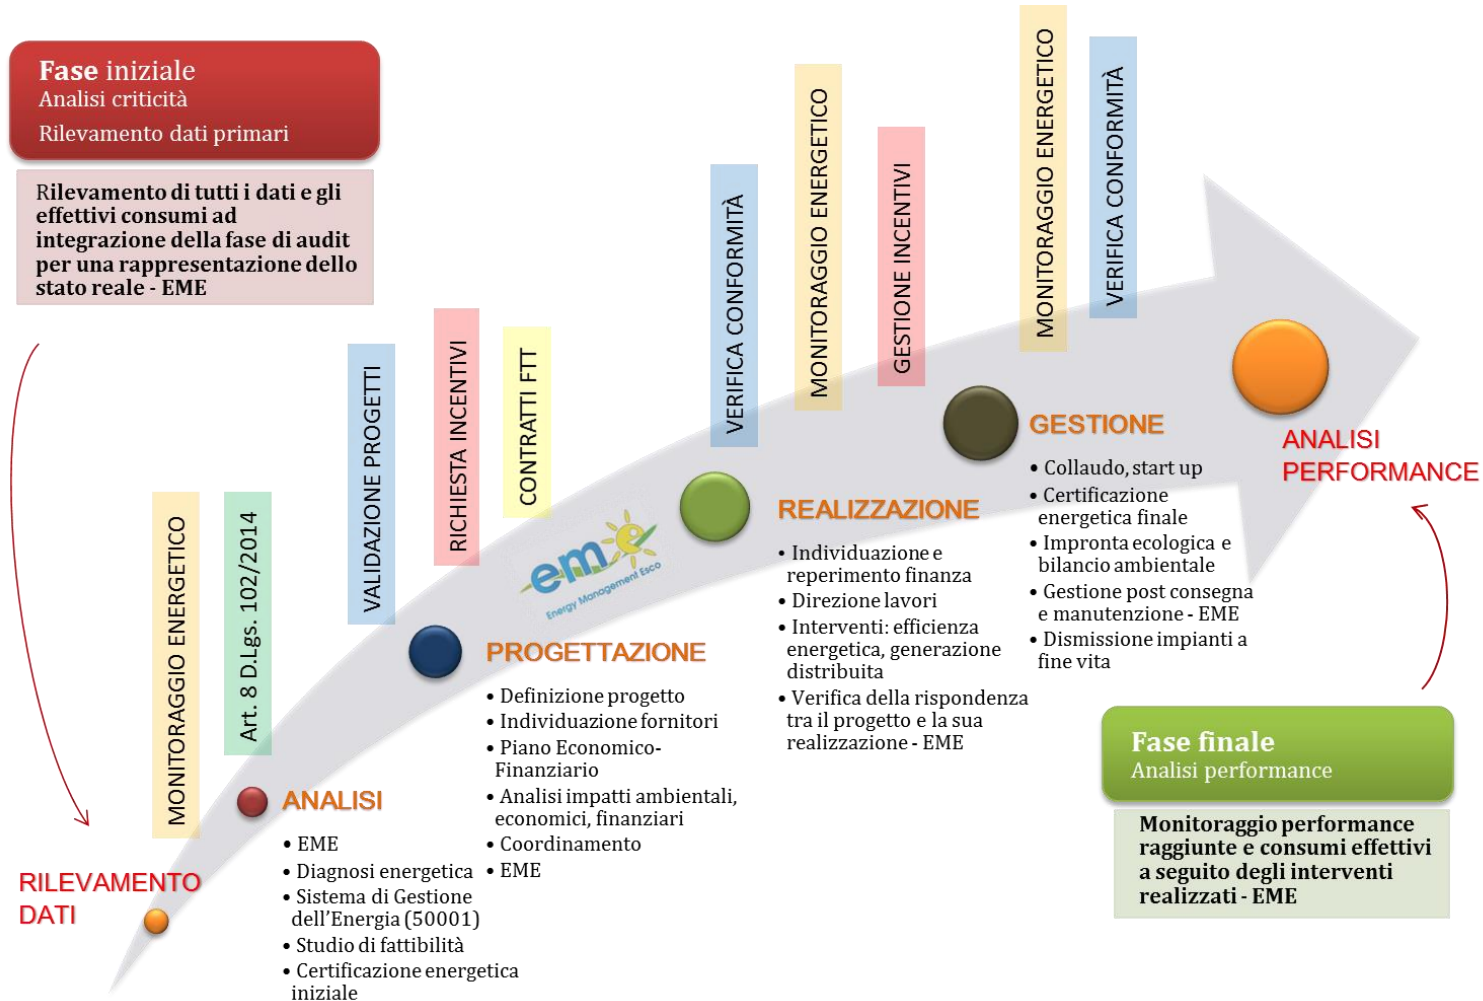 Fase iniziale
Analisi criticità
Rilevamento dati primari
Rilevamento di tutti i dati e gli
effettivi consumi ad
integrazione della fase di audit
per una rappresentazione dello
stato reale - EME
RILEVAMENTO
DATI
MONITORAGGIO ENERGETICO
Art. 8 D.Lgs. 102/2014
ANALISI
• EME
• Diagnosi energetica
• Sistema di Gestione
dell'Energia (50001)
• Studio di fattibilità
• Certificazione energetica
iniziale
VALIDAZIONE PROGETTI
RICHIESTA INCENTIVI
CONTRATTI FTT
eme
Energy Management Esco
PROGETTAZIONE
• Definizione progetto
• Individuazione fornitori
• Piano Economico-
Finanziario
• Analisi impatti ambientali,
economici, finanziari
• Coordinamento
• EME
VERIFICA CONFORMITÀ
MONITORAGGIO ENERGETICO
GESTIONE INCENTIVI
REALIZZAZIONE
• Individuazione e
reperimento finanza
• Direzione lavori
• Interventi: efficienza
energetica, generazione
distribuita
• Verifica della rispondenza
tra il progetto e la sua
realizzazione - EME
MONITORAGGIO ENERGETICO
VERIFICA CONFORMITÀ
GESTIONE
• Collaudo, start up
• Certificazione
energetica finale
• Impronta ecologica e
bilancio ambientale
• Gestione post consegna
e manutenzione - EME
• Dismissione impianti a
fine vita
ANALISI
PERFORMANCE
Fase finale
Analisi performance
Monitoraggio performance
raggiunte e consumi effettivi
a seguito degli interventi
realizzati - EME